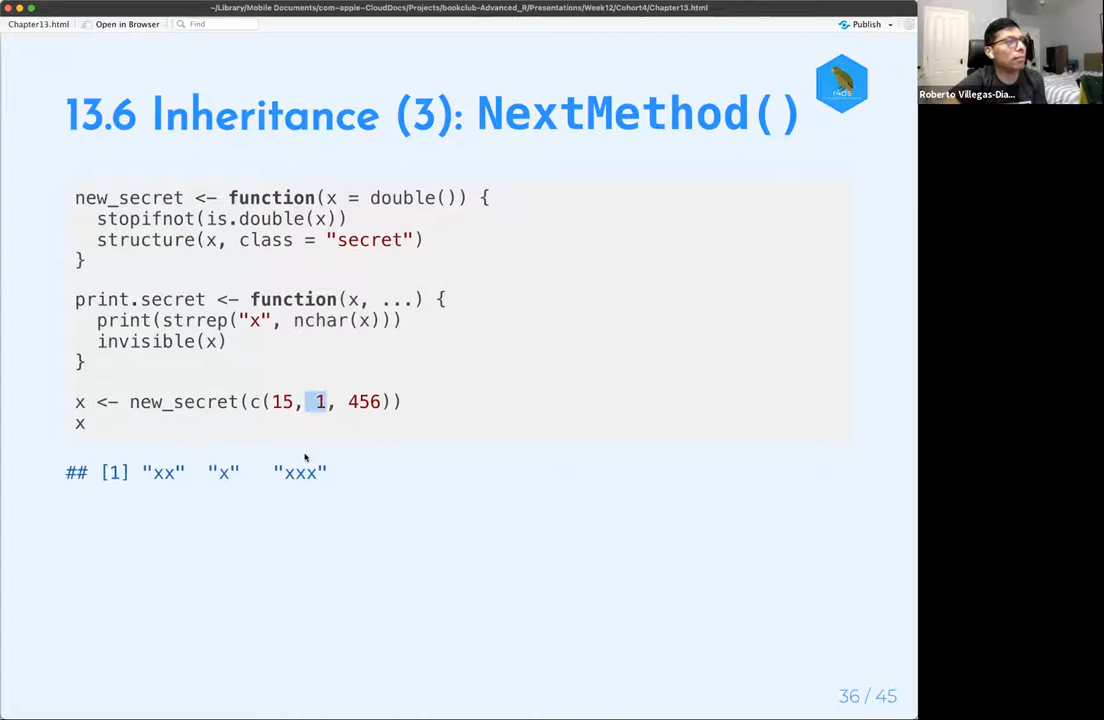 ~/Library/Mobile Documents/com~apple~CloudDocs/Projects/bookclub-Advanced_R/Presentations/Week12/Cohort4/Chapter13.html
Chapter13.html Open in Browser Find Publish
13.6 Inheritance (3): NextMethod()
r4ds
new_secret <- function(x = double()) {
  stopifnot(is.double(x))
  structure(x, class = "secret")
}
print.secret <- function(x, ...) {
  print(strrep("x", nchar(x)))
  invisible(x)
}
x <- new_secret(c(15, 1, 456))
x
## [1] "xx"  "x"   "xxx"
36 / 45
Roberto Villegas-Dia...